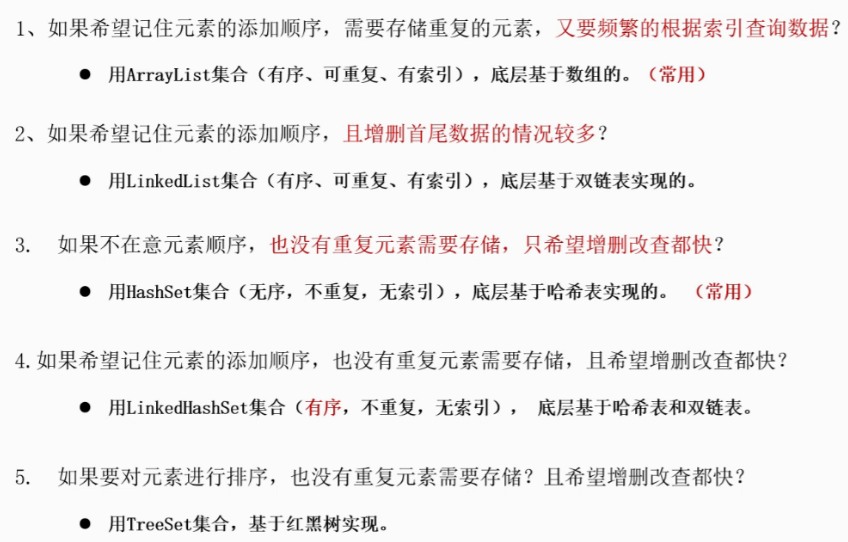 1、如果希望记住元素的添加顺序，需要存储重复的元素，又要频繁的根据索引查询数据？
● 用ArrayList集合（有序、可重复、有索引），底层基于数组的。（常用）
2、如果希望记住元素的添加顺序，且增删首尾数据的情况较多？
● 用LinkedList集合（有序、可重复、有索引），底层基于双链表实现的。
3. 如果不在意元素顺序，也没有重复元素需要存储，只希望增删改查都快？
● 用HashSet集合（无序，不重复，无索引），底层基于哈希表实现的。 （常用）
4.如果希望记住元素的添加顺序，也没有重复元素需要存储，且希望增删改查都快？
● 用LinkedHashSet集合（有序，不重复，无索引）， 底层基于哈希表和双链表。
5. 如果要对元素进行排序，也没有重复元素需要存储？且希望增删改查都快？
● 用TreeSet集合，基于红黑树实现。